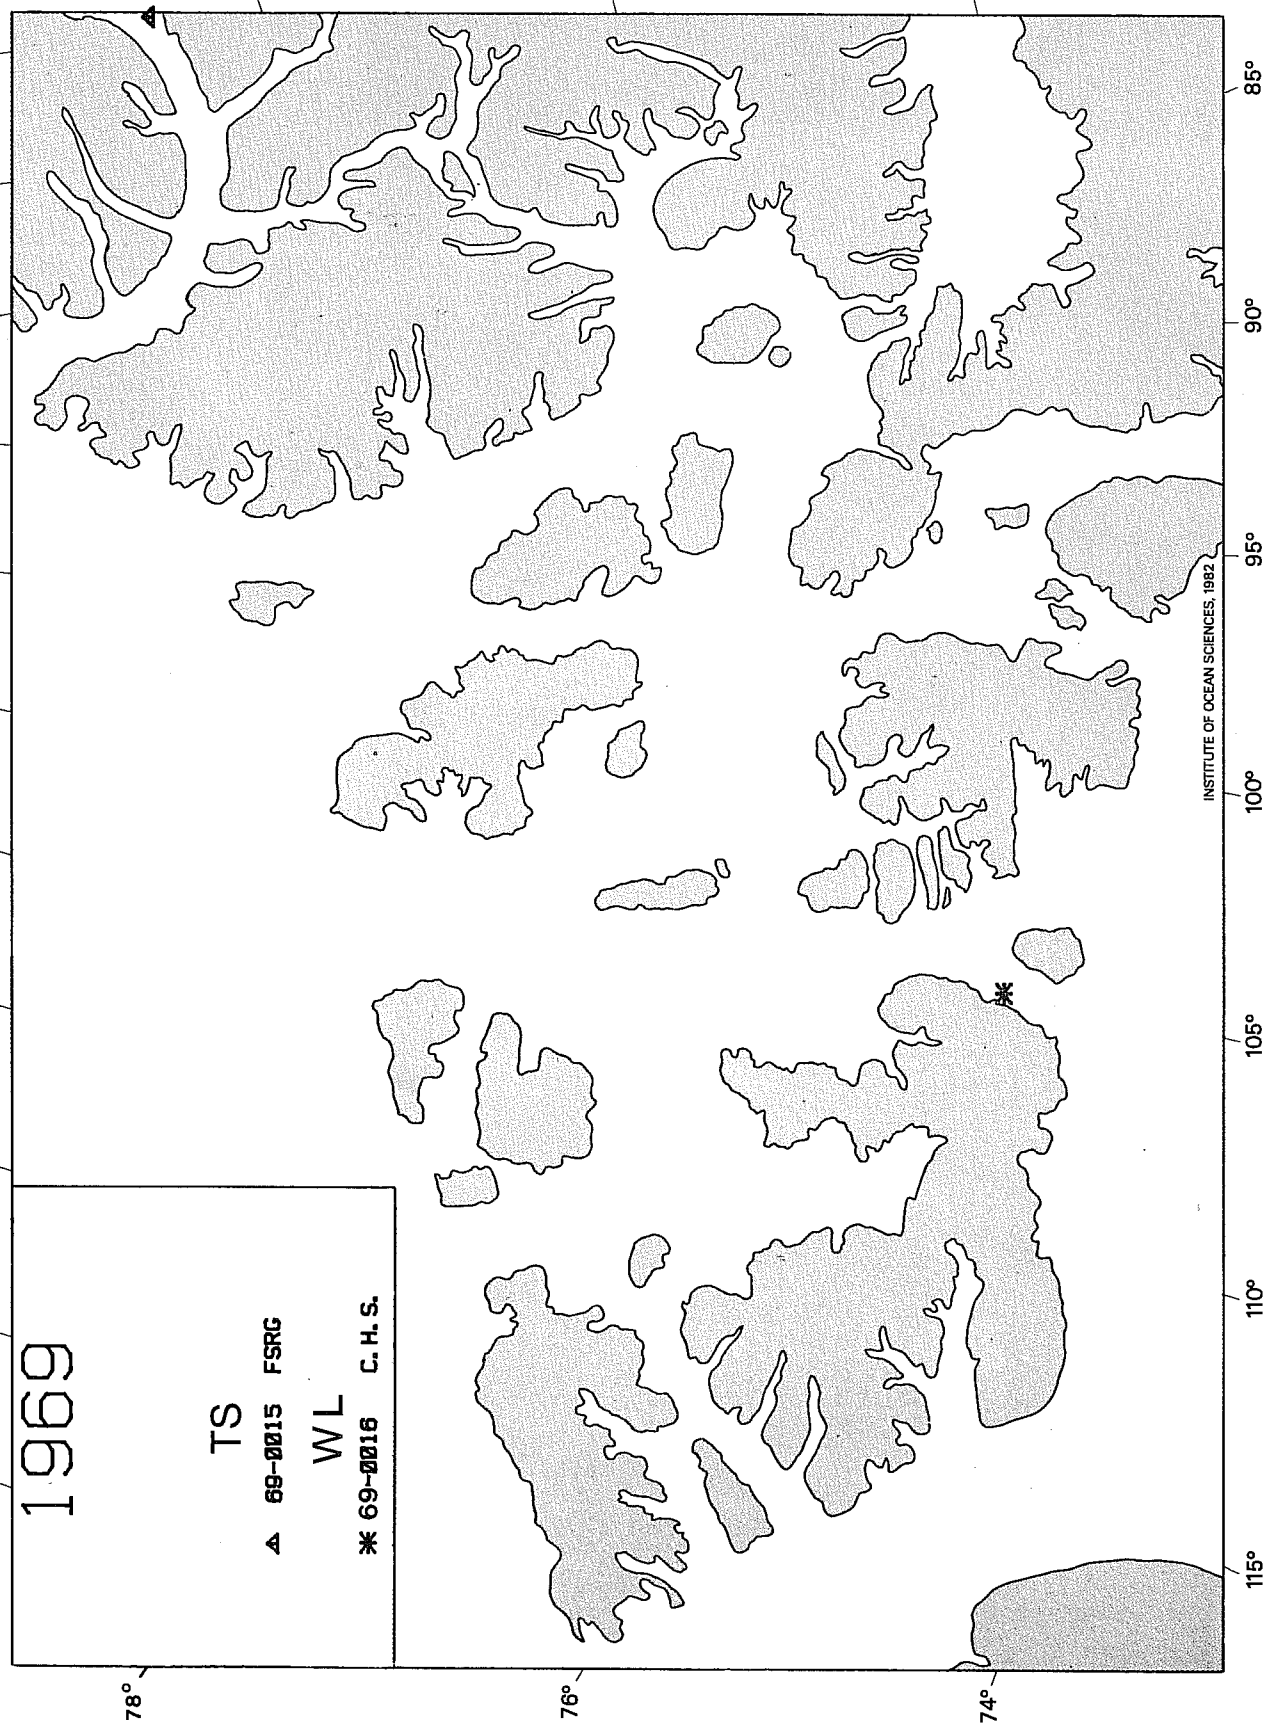 1969
TS
69-0015 FSRG
WL
69-0016 C.H.S.
78°
76°
74°
115°
110°
105°
100°
95°
90°
85°
INSTITUTE OF OCEAN SCIENCES, 1982